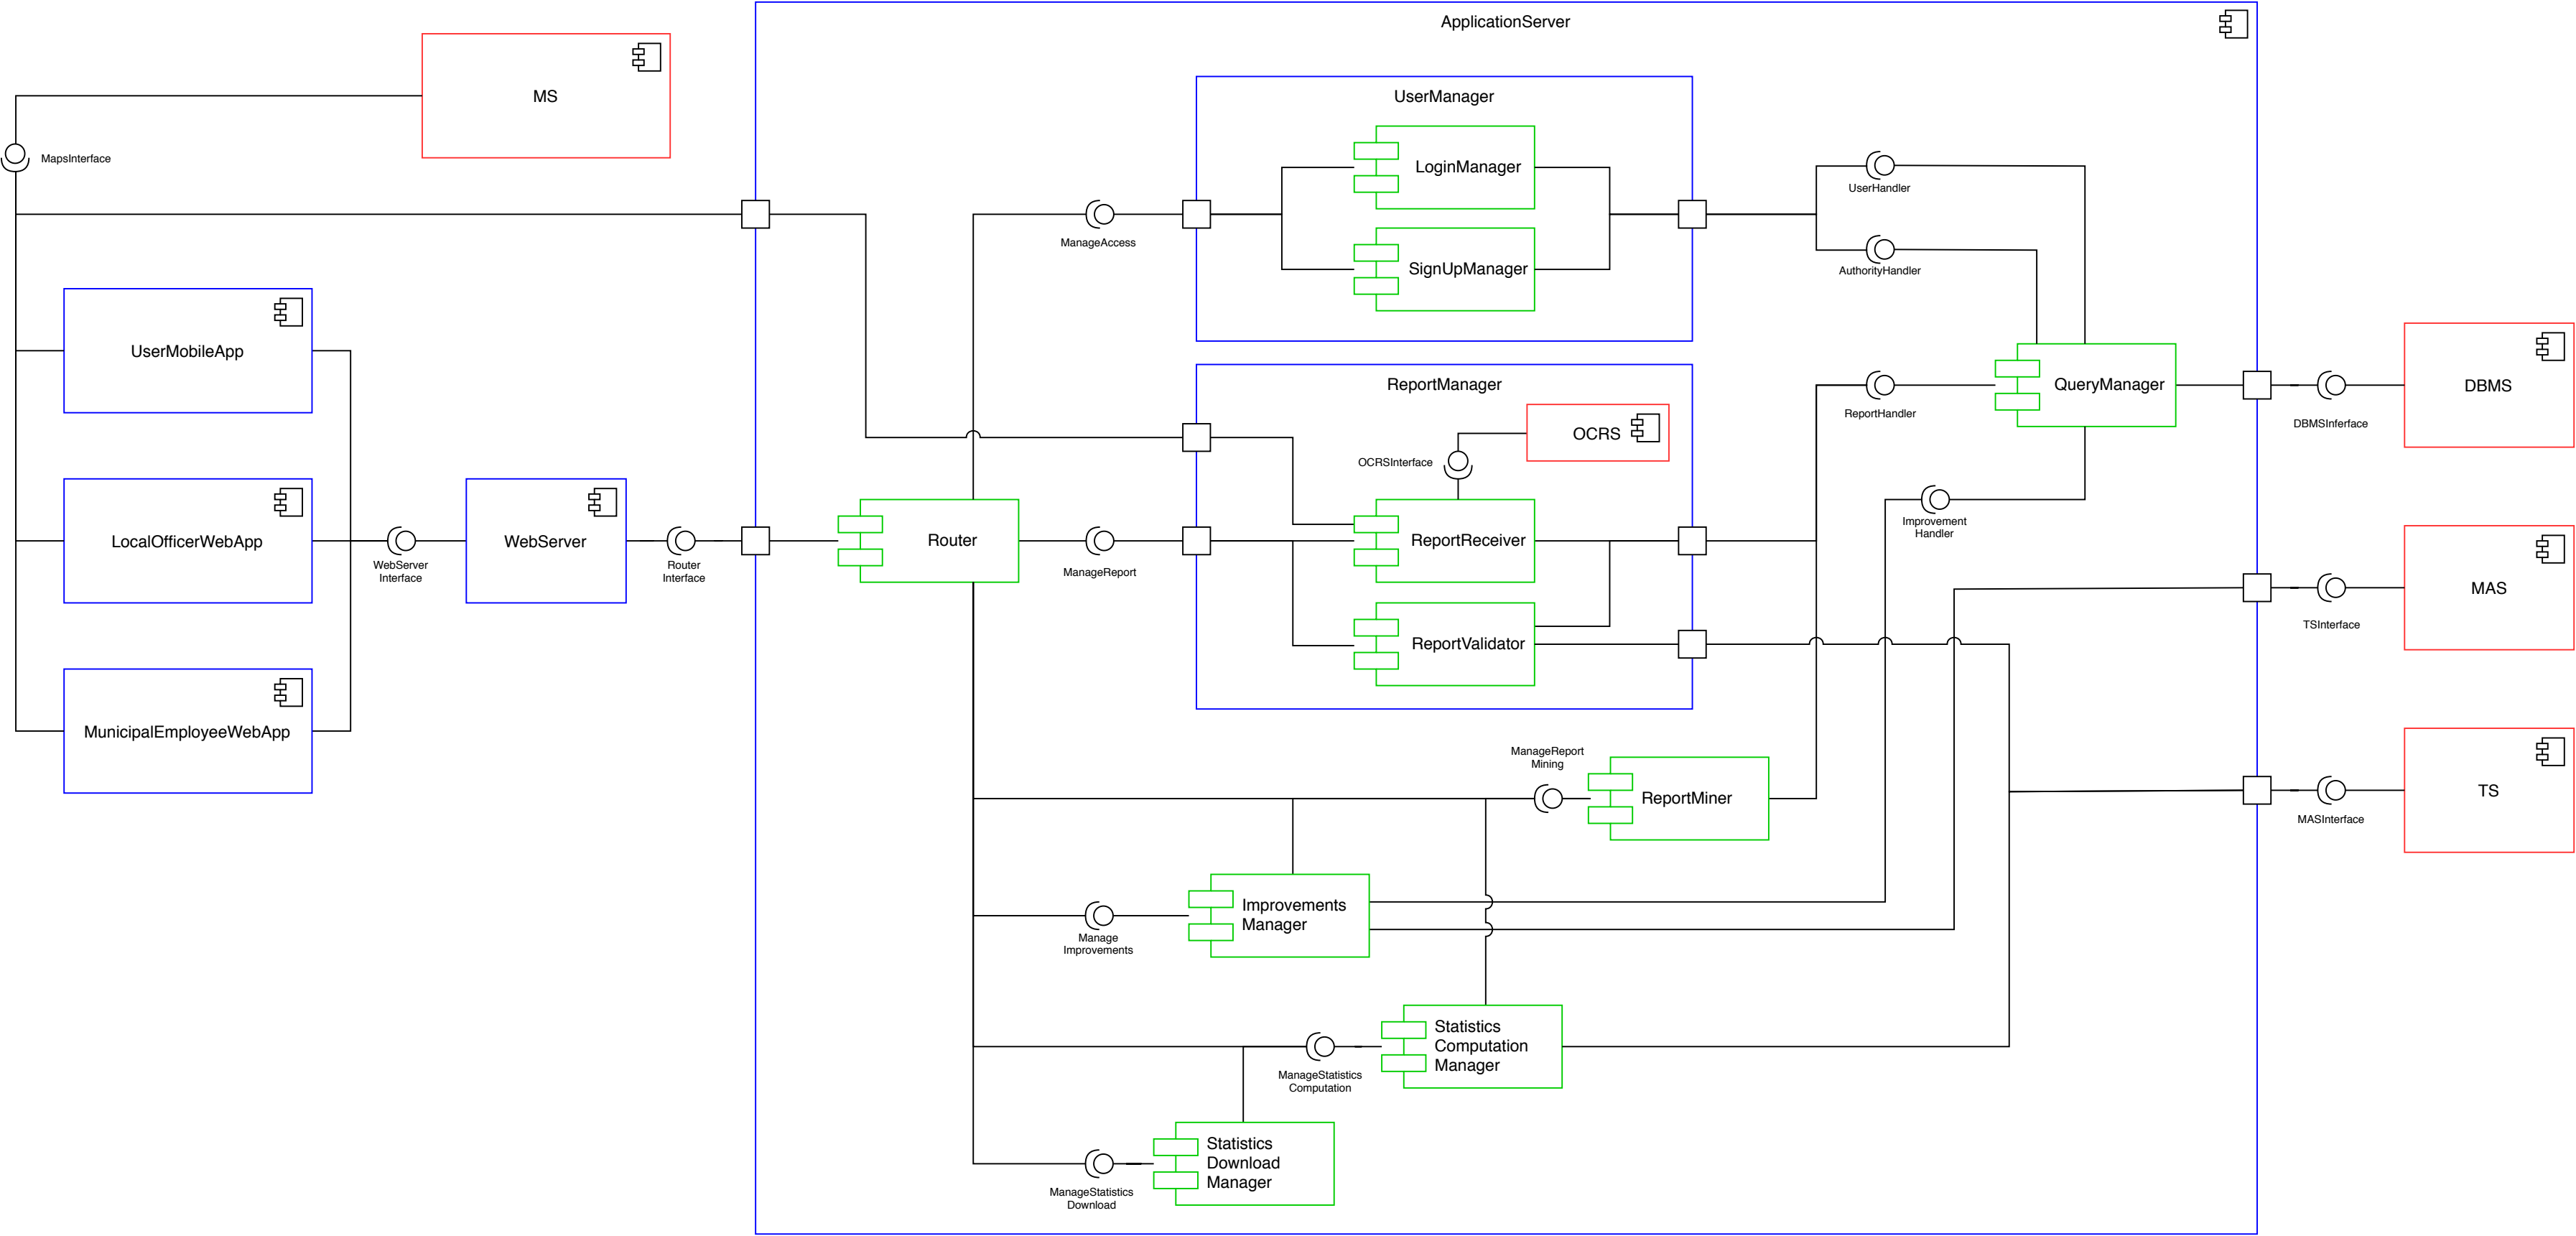 ApplicationServer
MS
UserManager
MapsInterface
LoginManager
UserHandler
ManageAccess
SignUpManager
AuthorityHandler
UserMobileApp
ReportManager
QueryManager
DBMS
ReportHandler
DBMSInferface
OCRS
OCRSInterface
LocalOfficerWebApp
WebServer
Router
ReportReceiver
Improvement
Handler
WebServer
Interface
Router
Interface
ManageReport
MAS
TSInterface
ReportValidator
MunicipalEmployeeWebApp
ManageReport
Mining
ReportMiner
TS
MASInterface
Improvements
Manager
Manage
Improvements
Statistics
Computation
Manager
ManageStatistics
Computation
Statistics
Download
Manager
ManageStatistics
Download